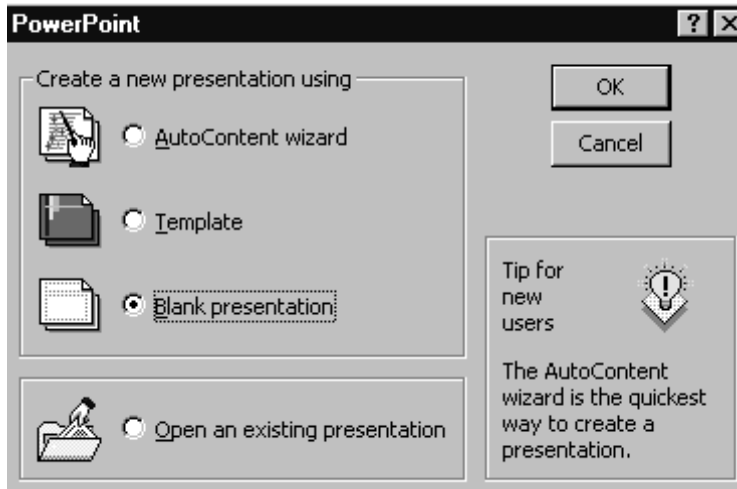 PowerPoint
Create a new presentation using
AutoContent wizard
Template
Blank presentation
Open an existing presentation
OK
Cancel
Tip for
new
users
The AutoContent
wizard is the quickest
way to create a
presentation.